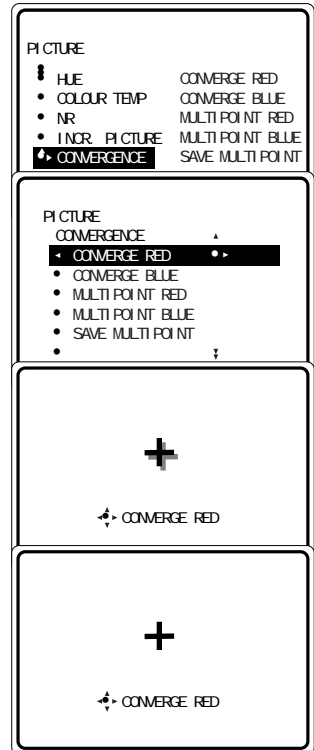 PICTURE
HUE CONVERGE RED
COLOUR TEMP CONVERGE BLUE
NR MULTIPOINT RED
INCR. PICTURE MULTIPOINT BLUE
CONVERGENCE SAVE MULTIPOINT
PICTURE
CONVERGENCE
CONVERGE RED
CONVERGE BLUE
MULTIPOINT RED
MULTIPOINT BLUE
SAVE MULTIPOINT
CONVERGE RED
CONVERGE RED